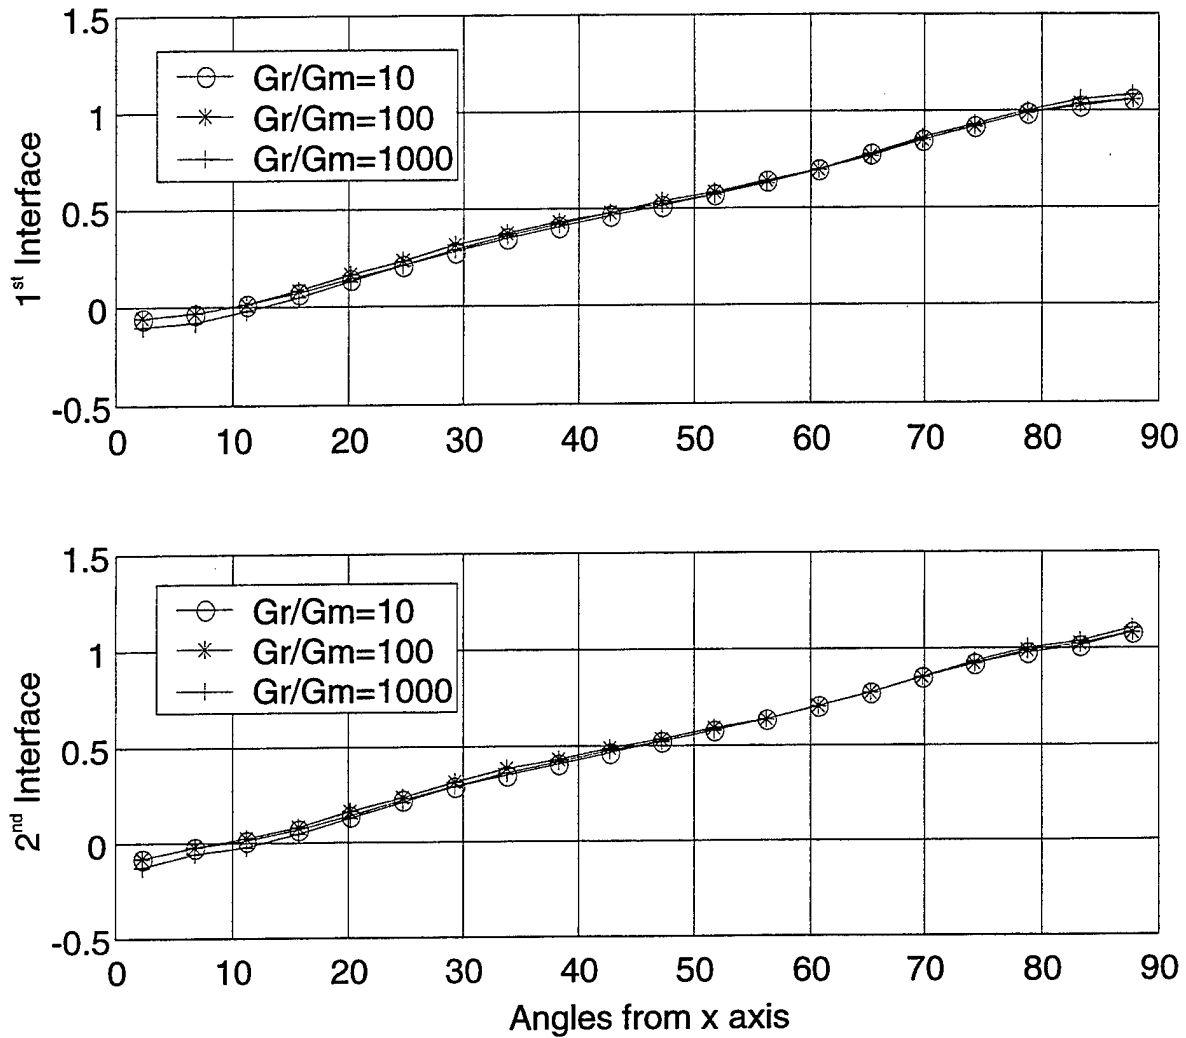 1.5
1
0.5
0
-0.5
1st Interface
Gr/Gm=10
Gr/Gm=100
Gr/Gm=1000
0 10 20 30 40 50 60 70 80 90
1.5
1
0.5
0
-0.5
2nd Interface
Gr/Gm=10
Gr/Gm=100
Gr/Gm=1000
0 10 20 30 40 50 60 70 80 90
Angles from x axis